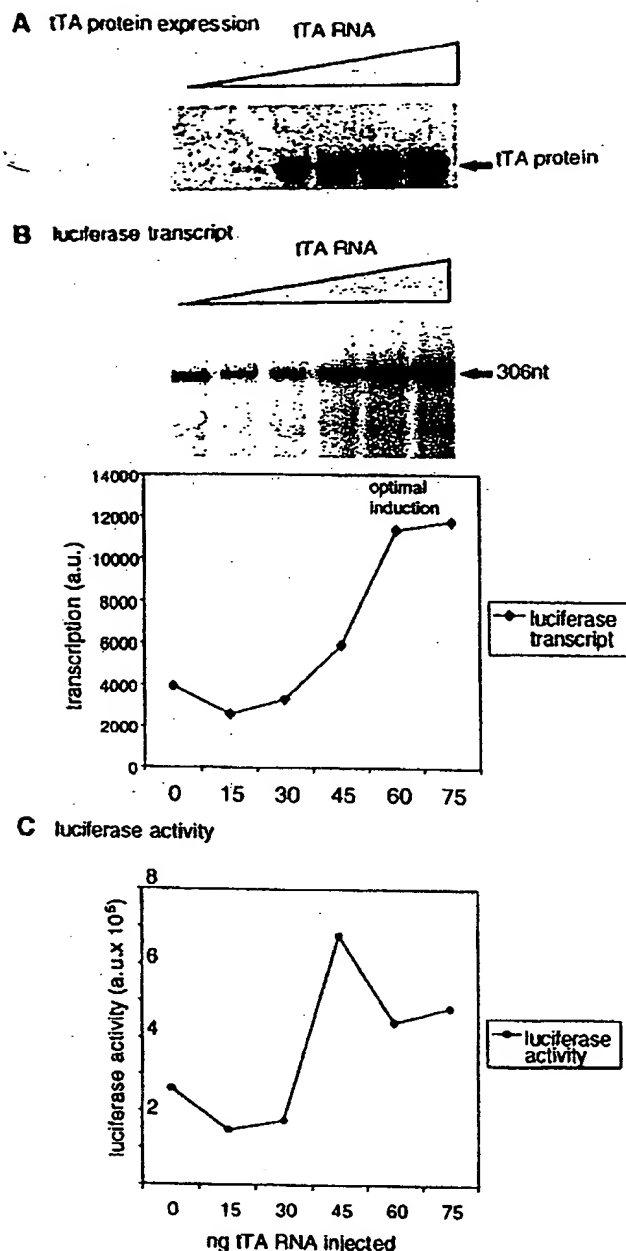 A tTA protein expression
tTA RNA
tTA protein
B luciferase transcript
tTA RNA
306nt
14000
12000
10000
8000
6000
4000
2000
0
transcription (a.u.)
optimal
induction
luciferase
transcript
0 15 30 45 60 75
C luciferase activity
8
6
4
2
luciferase activity (a.u.x 10⁵)
luciferase
activity
0 15 30 45 60 75
ng tTA RNA injected